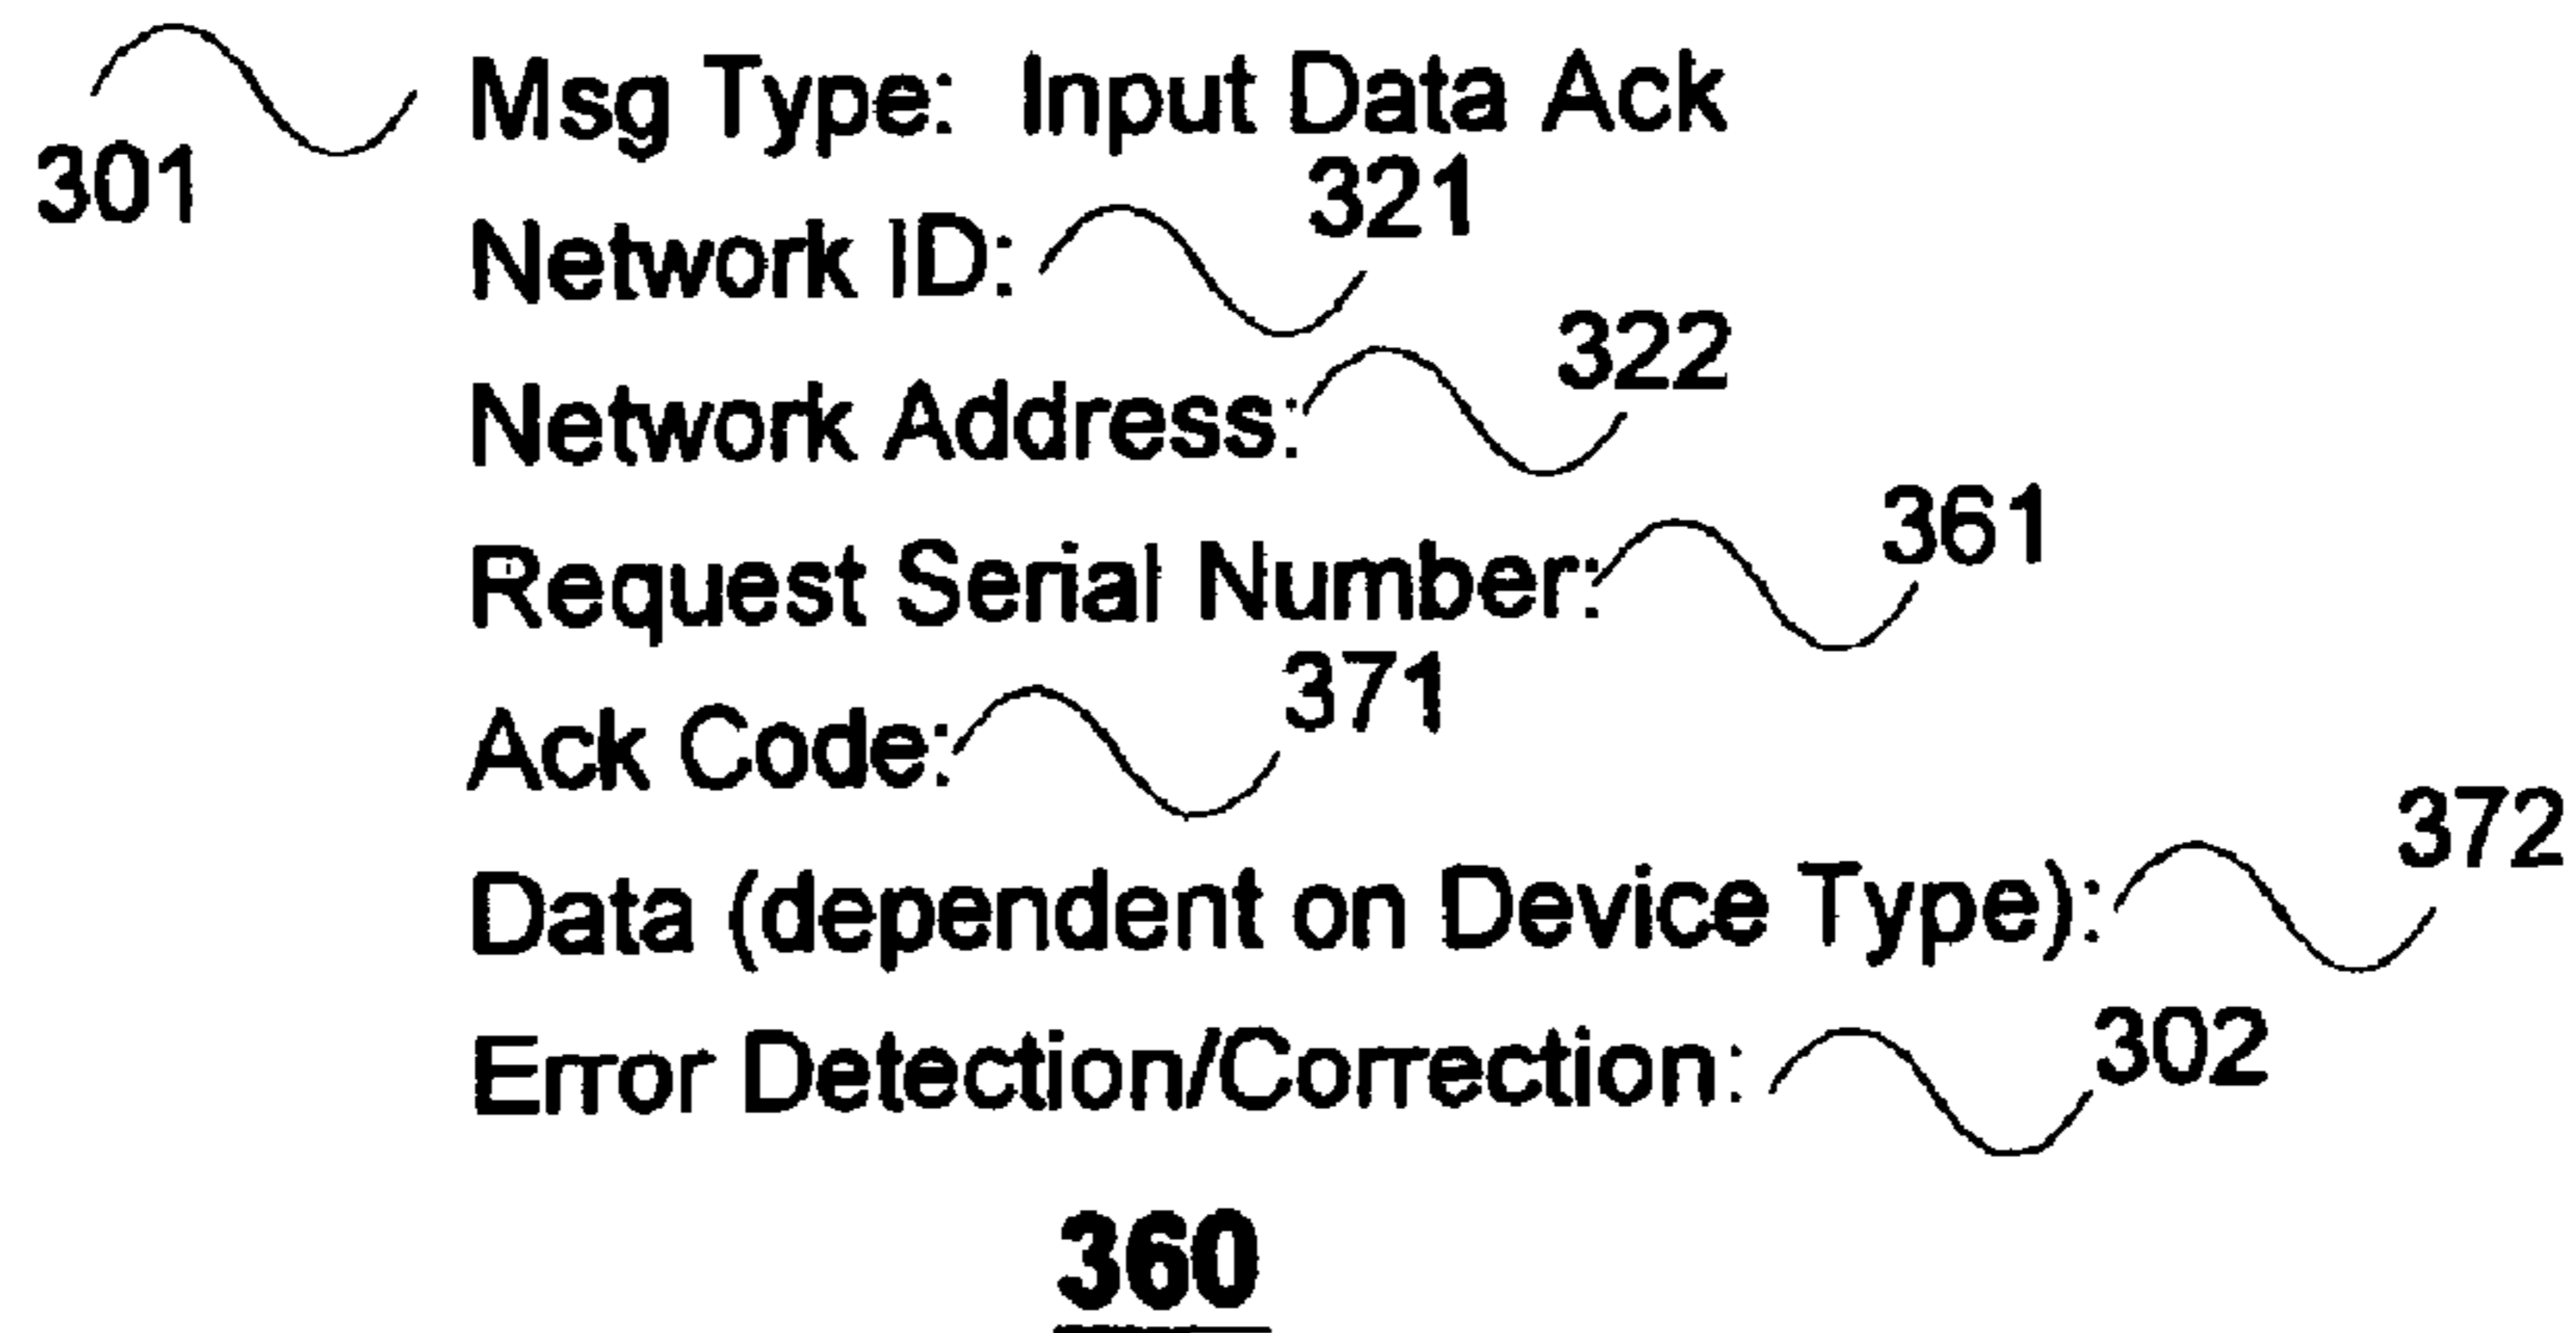 Msg Type: Input Data Ack
301
321
Network ID:
322
Network Address:
361
Request Serial Number:
371
Ack Code:
372
Data (dependent on Device Type):
302
Error Detection/Correction:
360